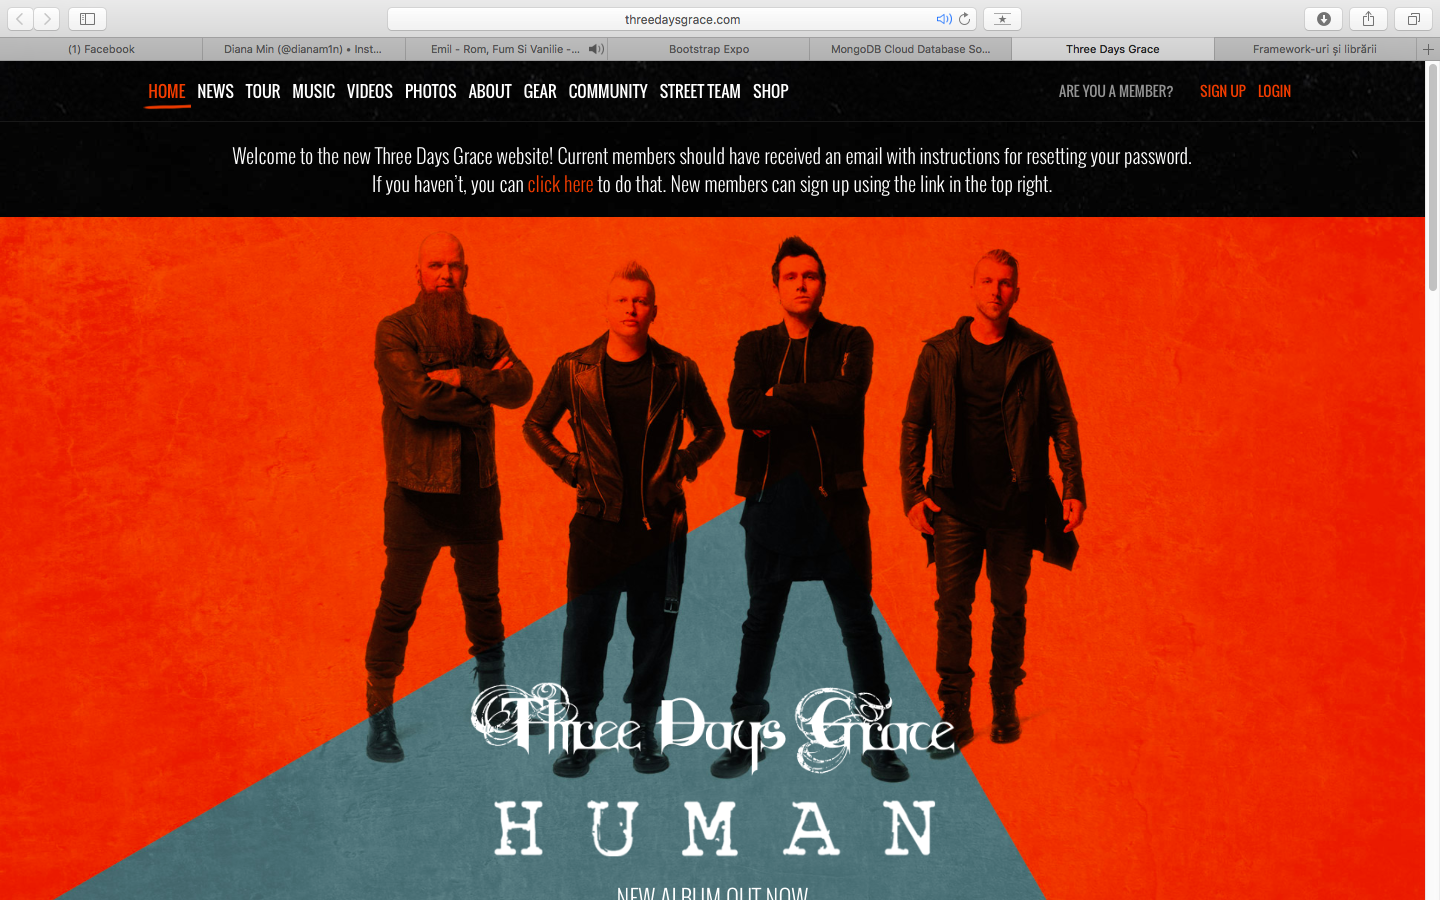 threedaysgrace.com
(1) Facebook
Diana Min (@dianam1n) • Inst...
Emil - Rom, Fum Si Vanilie -...
Bootstrap Expo
MongoDB Cloud Database So...
Three Days Grace
Framework-uri și librării
HOME NEWS TOUR MUSIC VIDEOS PHOTOS ABOUT GEAR COMMUNITY STREET TEAM SHOP
ARE YOU A MEMBER? SIGN UP LOGIN
Welcome to the new Three Days Grace website! Current members should have received an email with instructions for resetting your password.
If you haven't, you can click here to do that. New members can sign up using the link in the top right.
Three Days Grace
HUMAN
NEW ALBUM OUT NOW